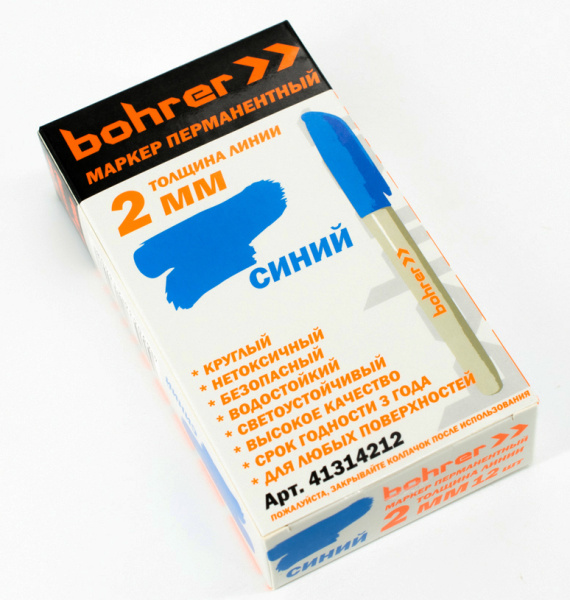 bohrer
МАРКЕР ПЕРМАНЕНТНЫЙ
ТОЛЩИНА ЛИНИИ
2 ММ
СИНИЙ
bohrer
* КРУГЛЫЙ
* НЕТОКСИЧНЫЙ
* БЕЗОПАСНЫЙ
* ВОДОСТОЙКИЙ
* СВЕТОУСТОЙЧИВЫЙ
* ВЫСОКОЕ КАЧЕСТВО
* СРОК ГОДНОСТИ 3 ГОДА
* ДЛЯ ЛЮБЫХ ПОВЕРХНОСТЕЙ
Арт. 41314212
ПОЖАЛУЙСТА, ЗАКРЫВАЙТЕ КОЛПАЧОК ПОСЛЕ ИСПОЛЬЗОВАНИЯ
bohrer
МАРКЕР ПЕРМАНЕНТНЫЙ
ТОЛЩИНА ЛИНИИ
2 ММ 12 шт
СИНИЙ